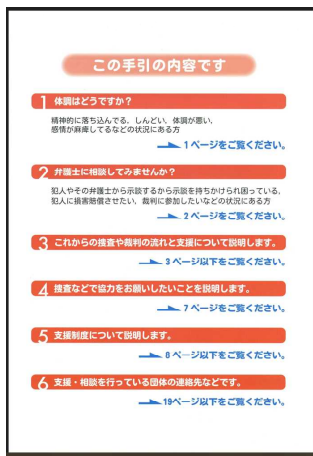 この手引の内容です
1 体調はどうですか？
精神的に落ち込んでる，しんどい，体調が悪い，
感情が麻痺してるなどの状況にある方
1ページをご覧ください。
2 弁護士に相談してみませんか？
犯人やその弁護士から示談するから示談を持ちかけられ困っている，
犯人に損害賠償させたい，裁判に参加したいなどの状況にある方
2ページをご覧ください。
3 これからの捜査や裁判の流れと支援について説明します。
3ページ以下をご覧ください。
4 捜査などで協力をお願いしたいことを説明します。
7ページをご覧ください。
5 支援制度について説明します。
8ページ以下をご覧ください。
6 支援・相談を行っている団体の連絡先などです。
19ページ以下をご覧ください。